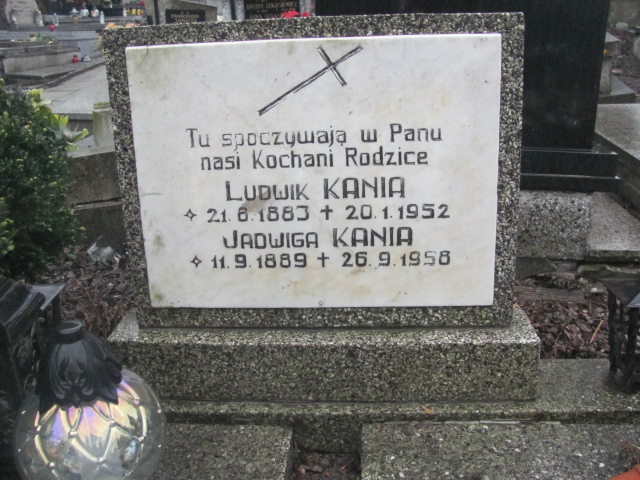 Tu spoczywają w Panu
nasi Kochani Rodzice
LUDWIK KANIA
✧ 21.8.1883 + 20.1.1952
JADWIGA KANIA
✧ 11.9.1889 + 26.9.1958